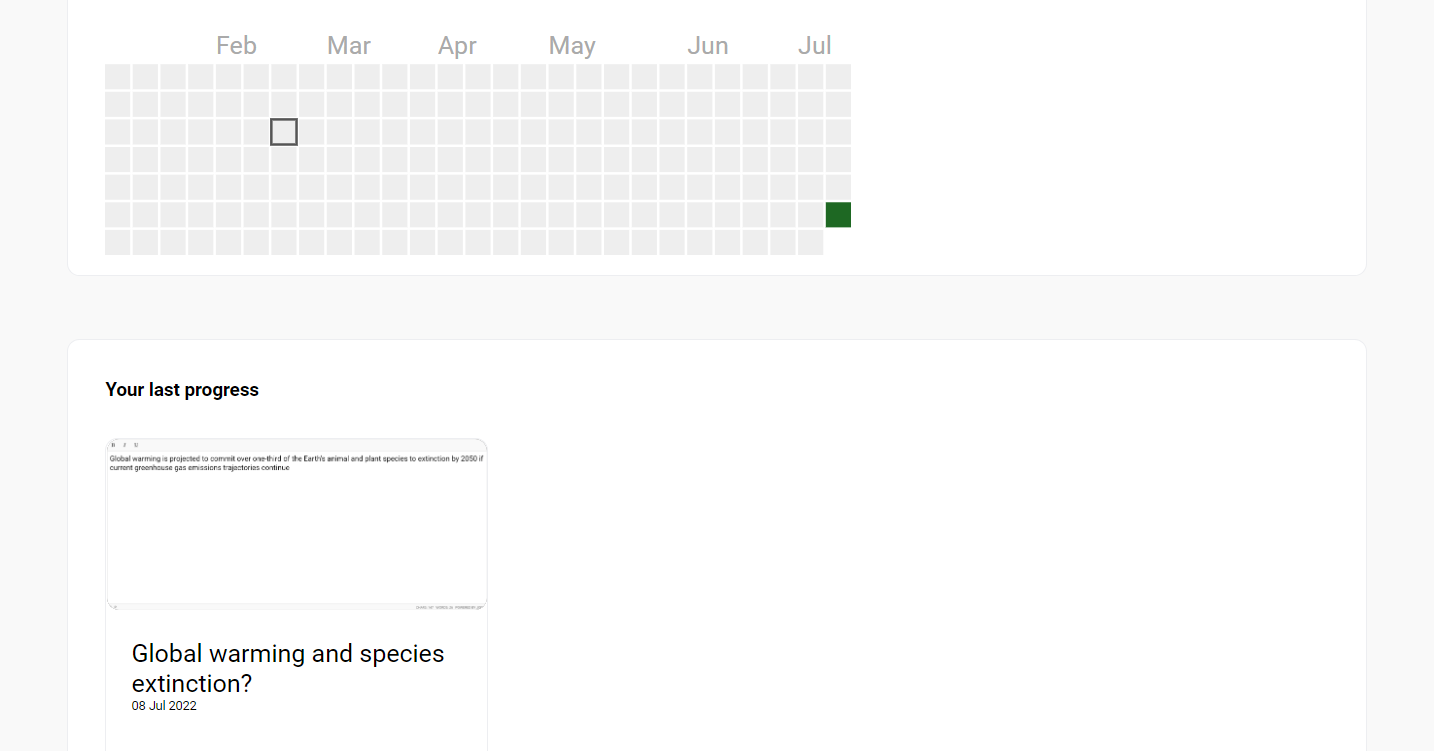 Feb Mar Apr May Jun Jul
Your last progress
B I U
Global warming is projected to commit over one-third of the Earth's animal and plant species to extinction by 2050 if
current greenhouse gas emissions trajectories continue
Global warming and species
extinction?
08 Jul 2022